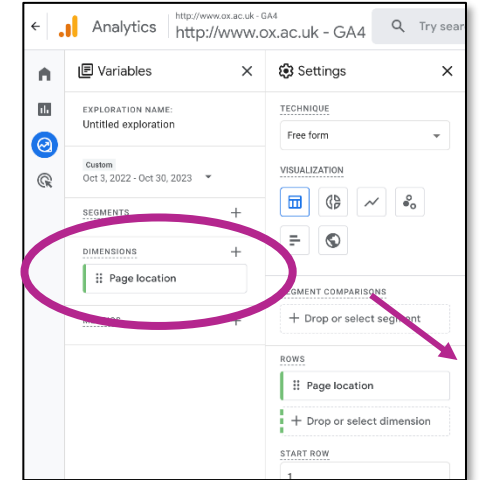 Analytics
http://www.ox.ac.uk - GA4
http://www.ox.ac.uk - GA4
Try sear
Variables
EXPLORATION NAME:
Untitled exploration
Custom
Oct 3, 2022 - Oct 30, 2023
SEGMENTS
DIMENSIONS
Page location
Settings
TECHNIQUE
Free form
VISUALIZATION
SEGMENT COMPARISONS
Drop or select segment
ROWS
Page location
Drop or select dimension
START ROW
1